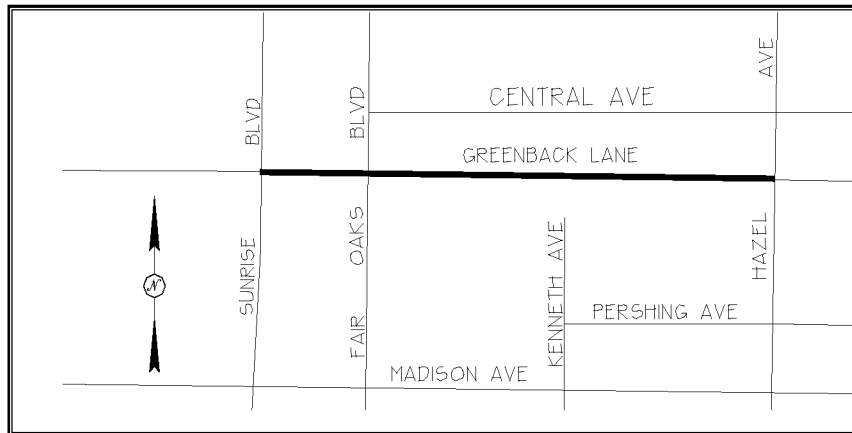 BLVD
BLVD
AVE
CENTRAL AVE
GREENBACK LANE
SUNRISE
FAIR OAKS
KENNETH AVE
HAZEL
N
PERSHING AVE
MADISON AVE